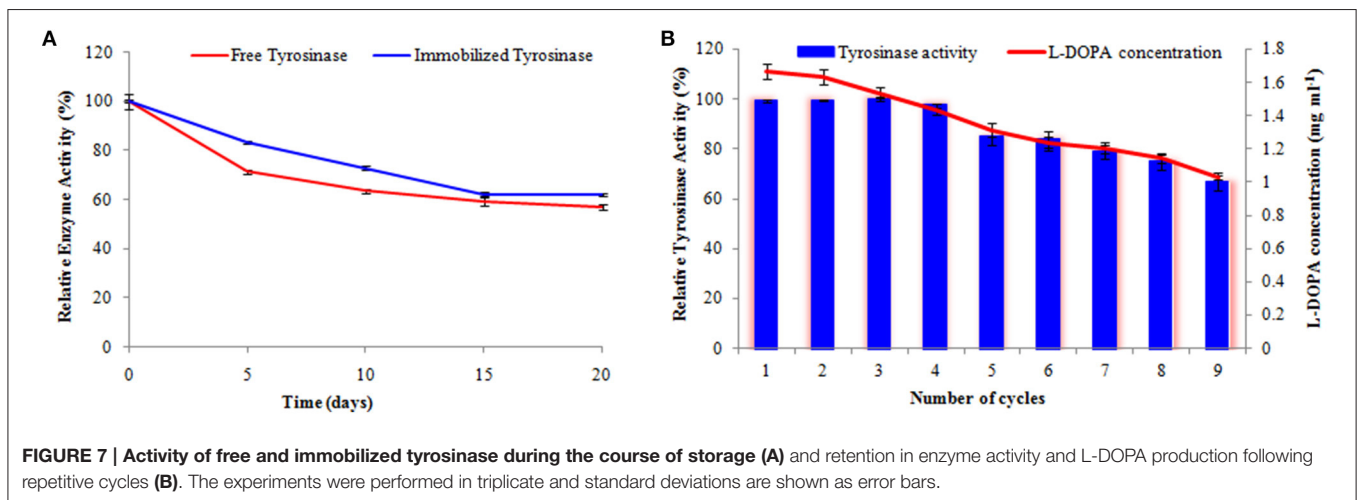 A
Free Tyrosinase
Immobilized Tyrosinase
Relative Enzyme Activity (%)
120
100
80
60
40
20
0
0 5 10 15 20
Time (days)
B
Tyrosinase activity
L-DOPA concentration
Relative Tyrosinase Activity (%)
120
100
80
60
40
20
0
1.8
1.6
1.4
1.2
1
0.8
0.6
0.4
0.2
0
L-DOPA concentration (mg ml⁻¹)
1 2 3 4 5 6 7 8 9
Number of cycles
FIGURE 7 | Activity of free and immobilized tyrosinase during the course of storage (A) and retention in enzyme activity and L-DOPA production following
repetitive cycles (B). The experiments were performed in triplicate and standard deviations are shown as error bars.